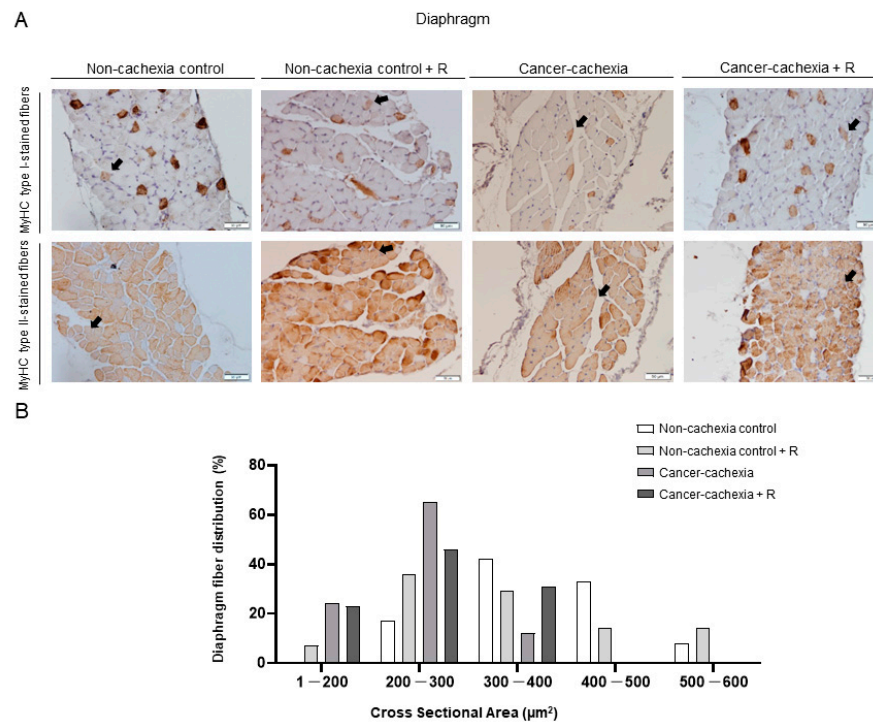 A
Diaphragm
Non-cachexia control
Non-cachexia control + R
Cancer-cachexia
Cancer-cachexia + R
MyHC type I-stained fibers
MyHC type II-stained fibers
B
Non-cachexia control
Non-cachexia control + R
Cancer-cachexia
Cancer-cachexia + R
Diaphragm fiber distribution (%)
80
60
40
20
0
1–200
200–300
300–400
400–500
500–600
Cross Sectional Area (µm²)